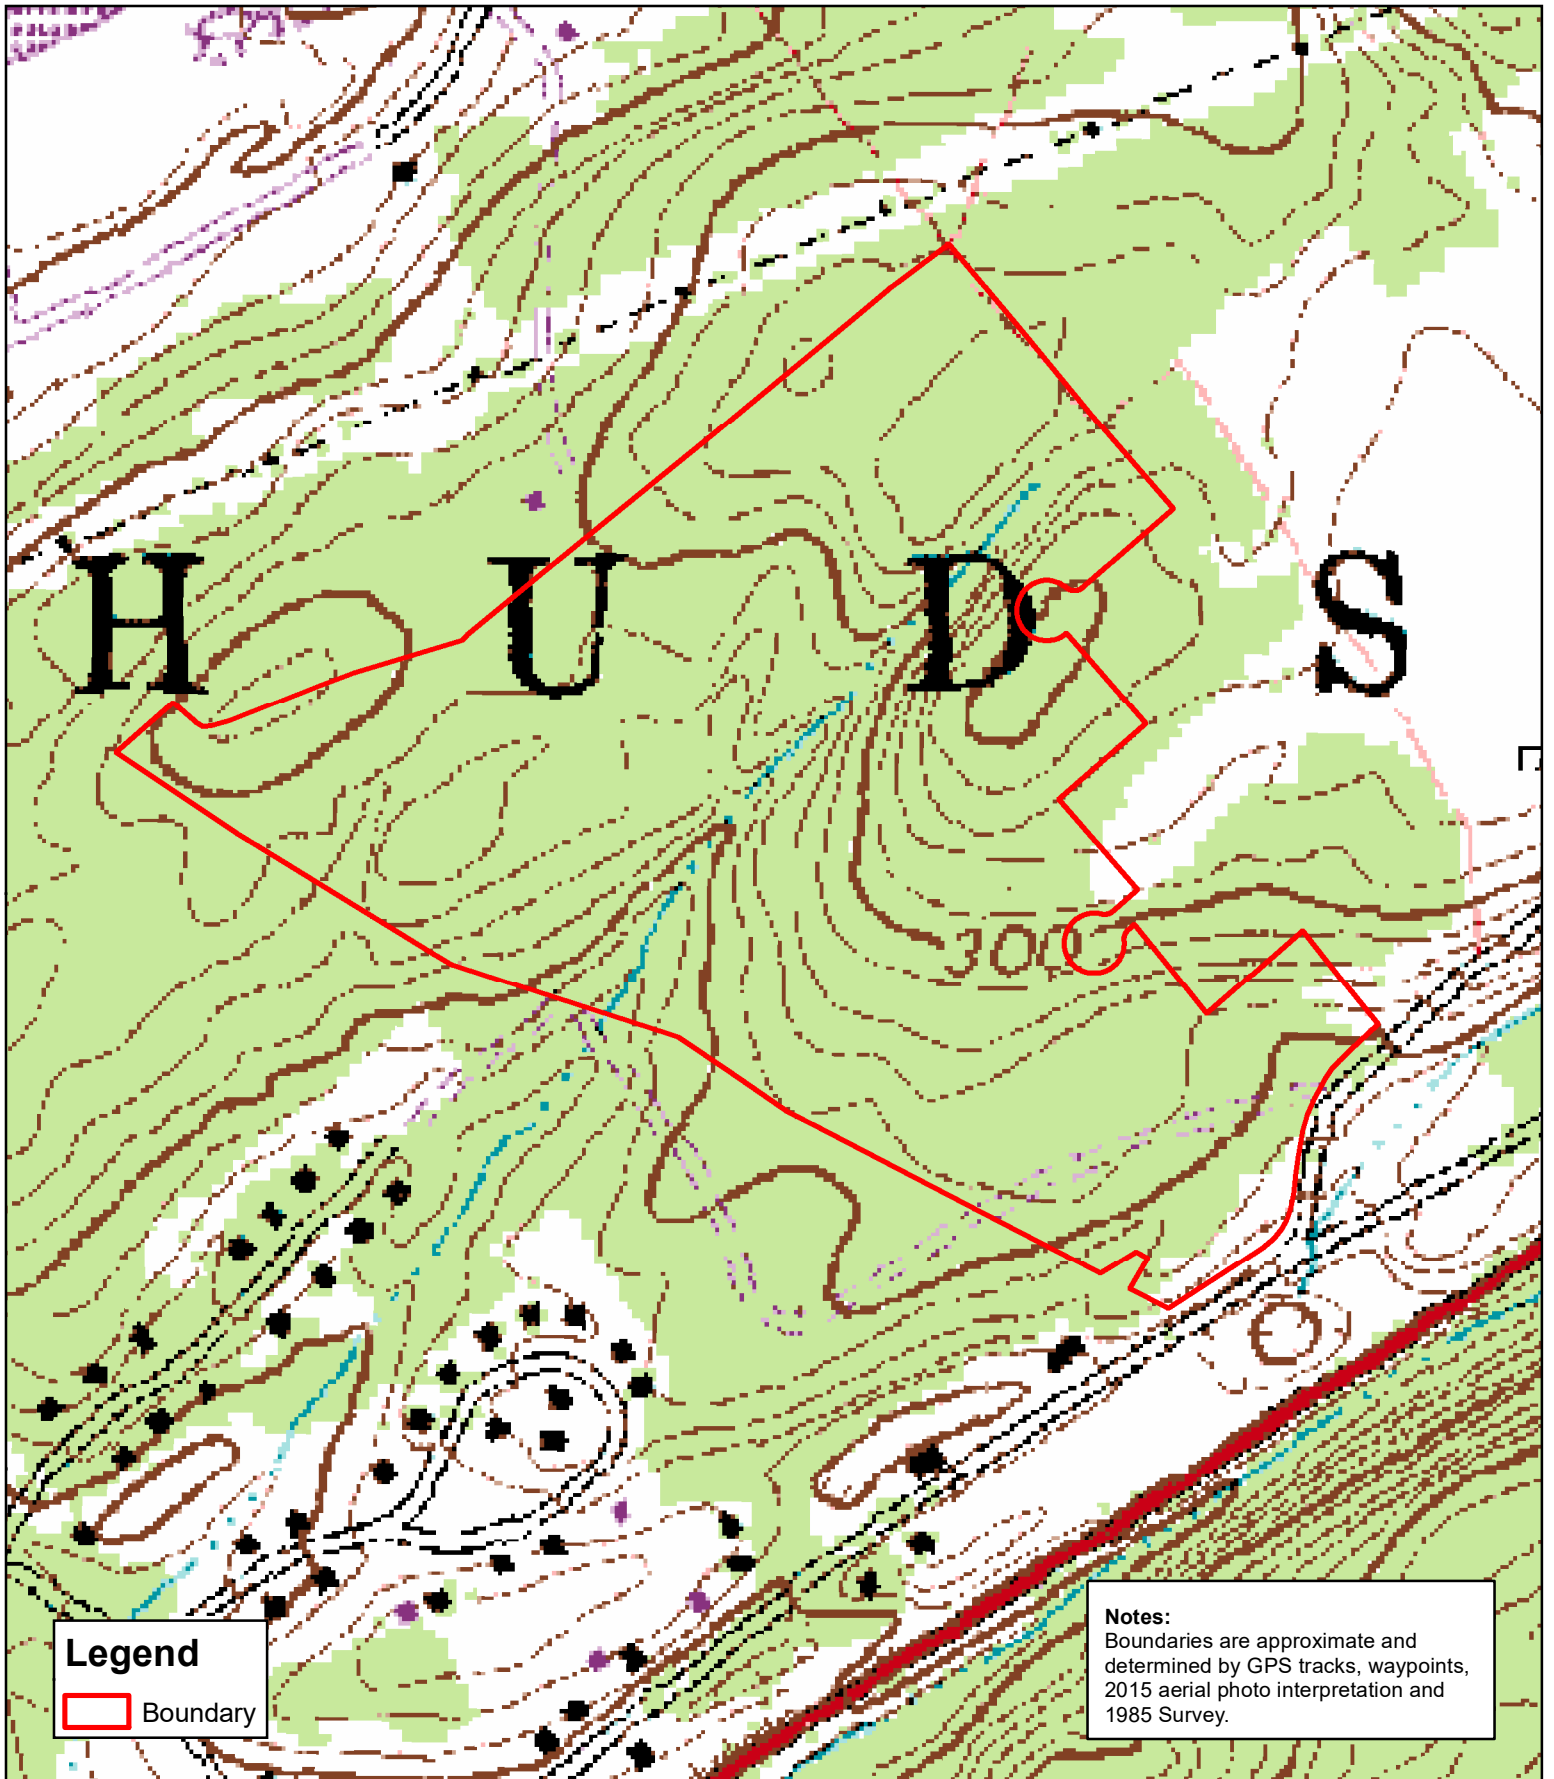 H U D S
300
Legend
Boundary
Notes:
Boundaries are approximate and
determined by GPS tracks, waypoints,
2015 aerial photo interpretation and
1985 Survey.